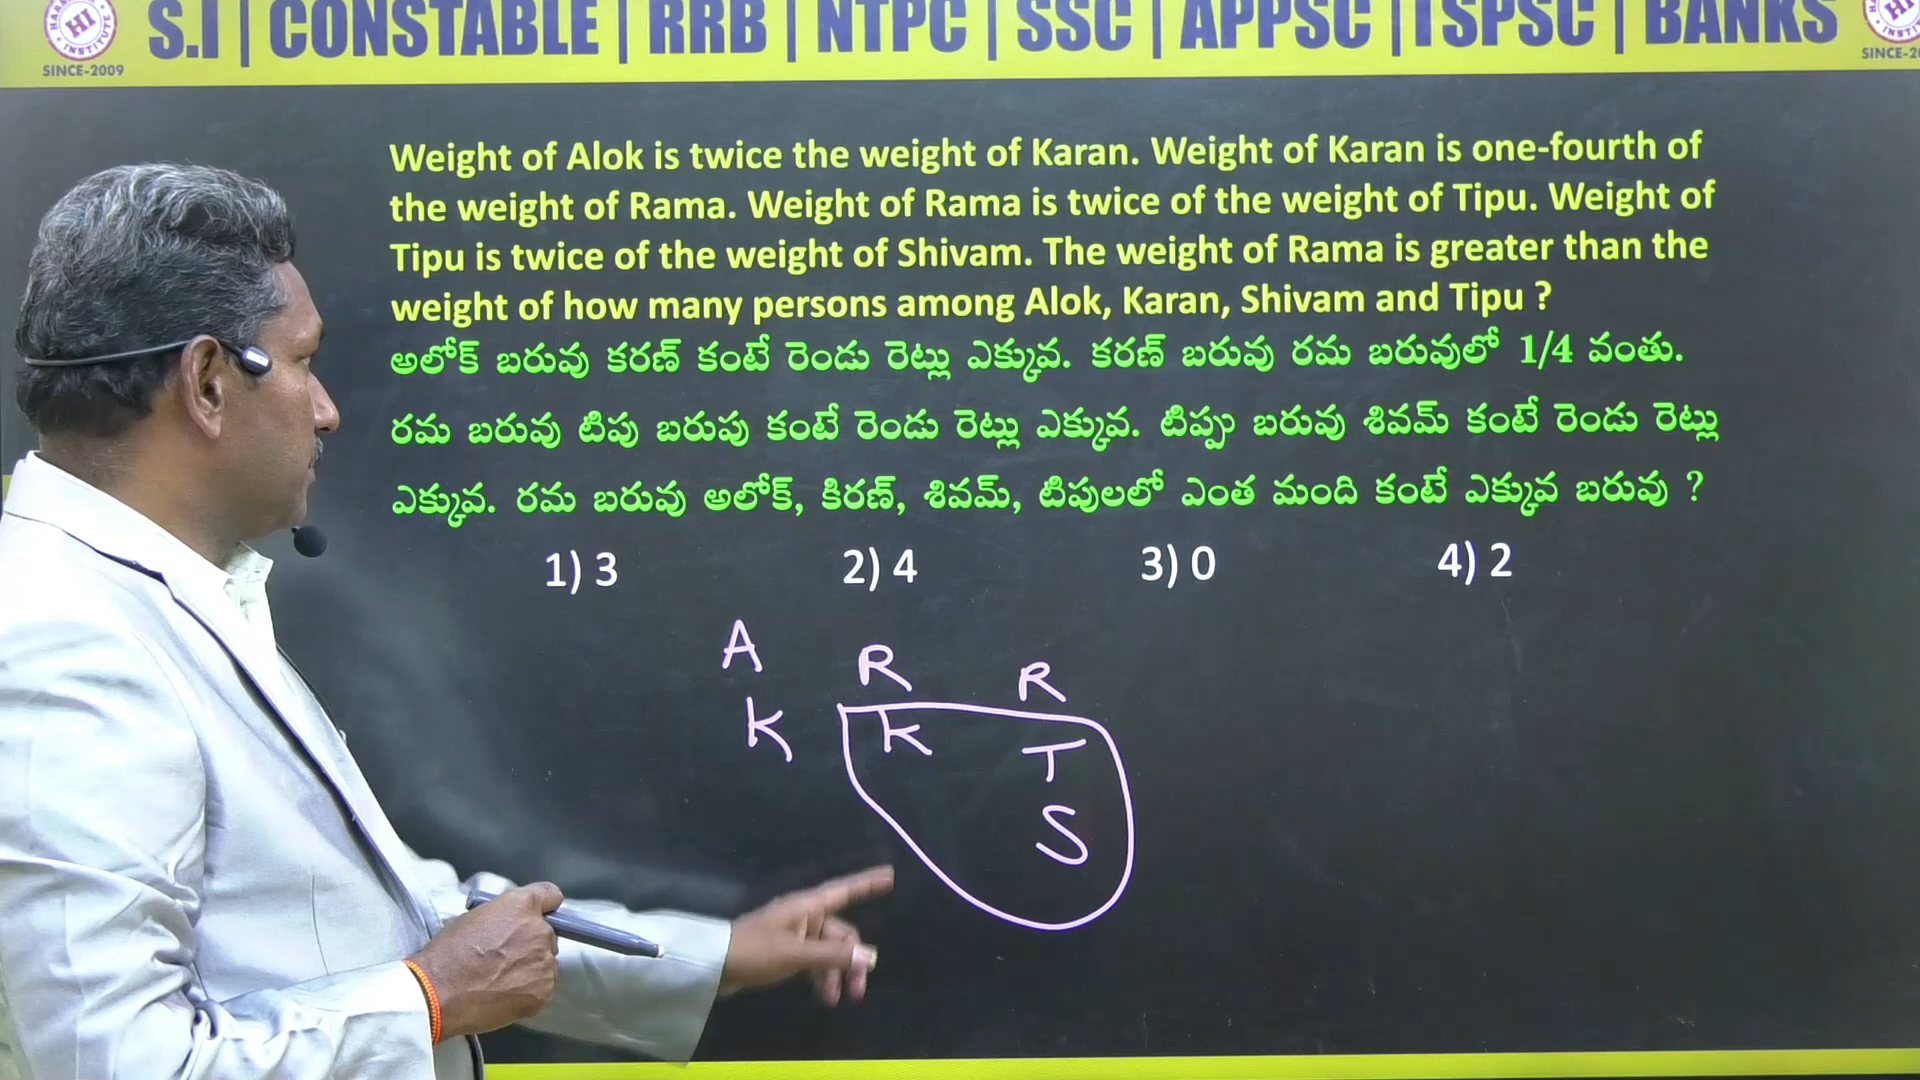 S.I | CONSTABLE | RRB | NTPC | SSC | APPSC | TSPSC | BANKS
HI
INSTITUTE
SINCE-2009
HI
Weight of Alok is twice the weight of Karan. Weight of Karan is one-fourth of
the weight of Rama. Weight of Rama is twice of the weight of Tipu. Weight of
Tipu is twice of the weight of Shivam. The weight of Rama is greater than the
weight of how many persons among Alok, Karan, Shivam and Tipu ?
అలోక్ బరువు కరణ్ కంటే రెండు రెట్లు ఎక్కువ. కరణ్ బరువు రమ బరువులో 1/4 వంతు.
రమ బరువు టిపు బరుపు కంటే రెండు రెట్లు ఎక్కువ. టిప్పు బరువు శివమ్ కంటే రెండు రెట్లు
ఎక్కువ. రమ బరువు అలోక్, కిరణ్, శివమ్, టిపులలో ఎంత మంది కంటే ఎక్కువ బరువు ?
1) 3 2) 4 3) 0 4) 2
A R R
K K T
S